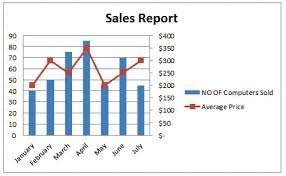 Sales Report
90
80
70
60
50
40
30
20
10
0
$400
$350
$300
$250
$200
$150
$100
$50
$-
January
February
March
April
May
June
July
NO OF Computers Sold
Average Price